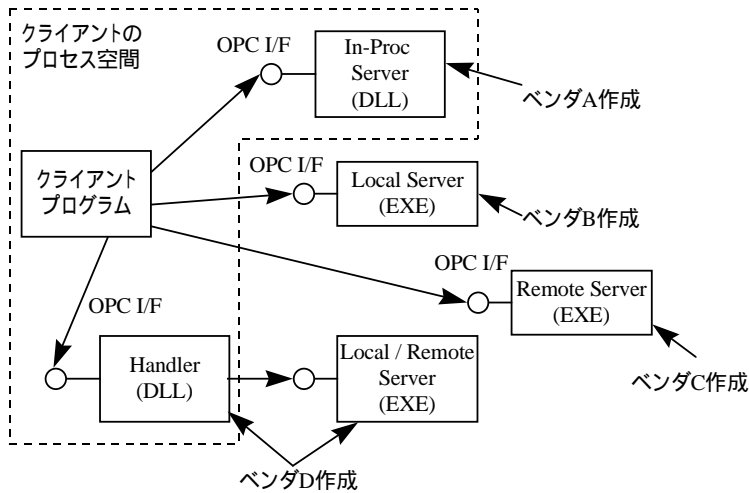 クライアントの
プロセス空間
OPC I/F
In-Proc
Server
(DLL)
ベンダA作成
クライアント
プログラム
OPC I/F
Local Server
(EXE)
ベンダB作成
OPC I/F
Remote Server
(EXE)
ベンダC作成
OPC I/F
Handler
(DLL)
Local / Remote
Server
(EXE)
ベンダD作成